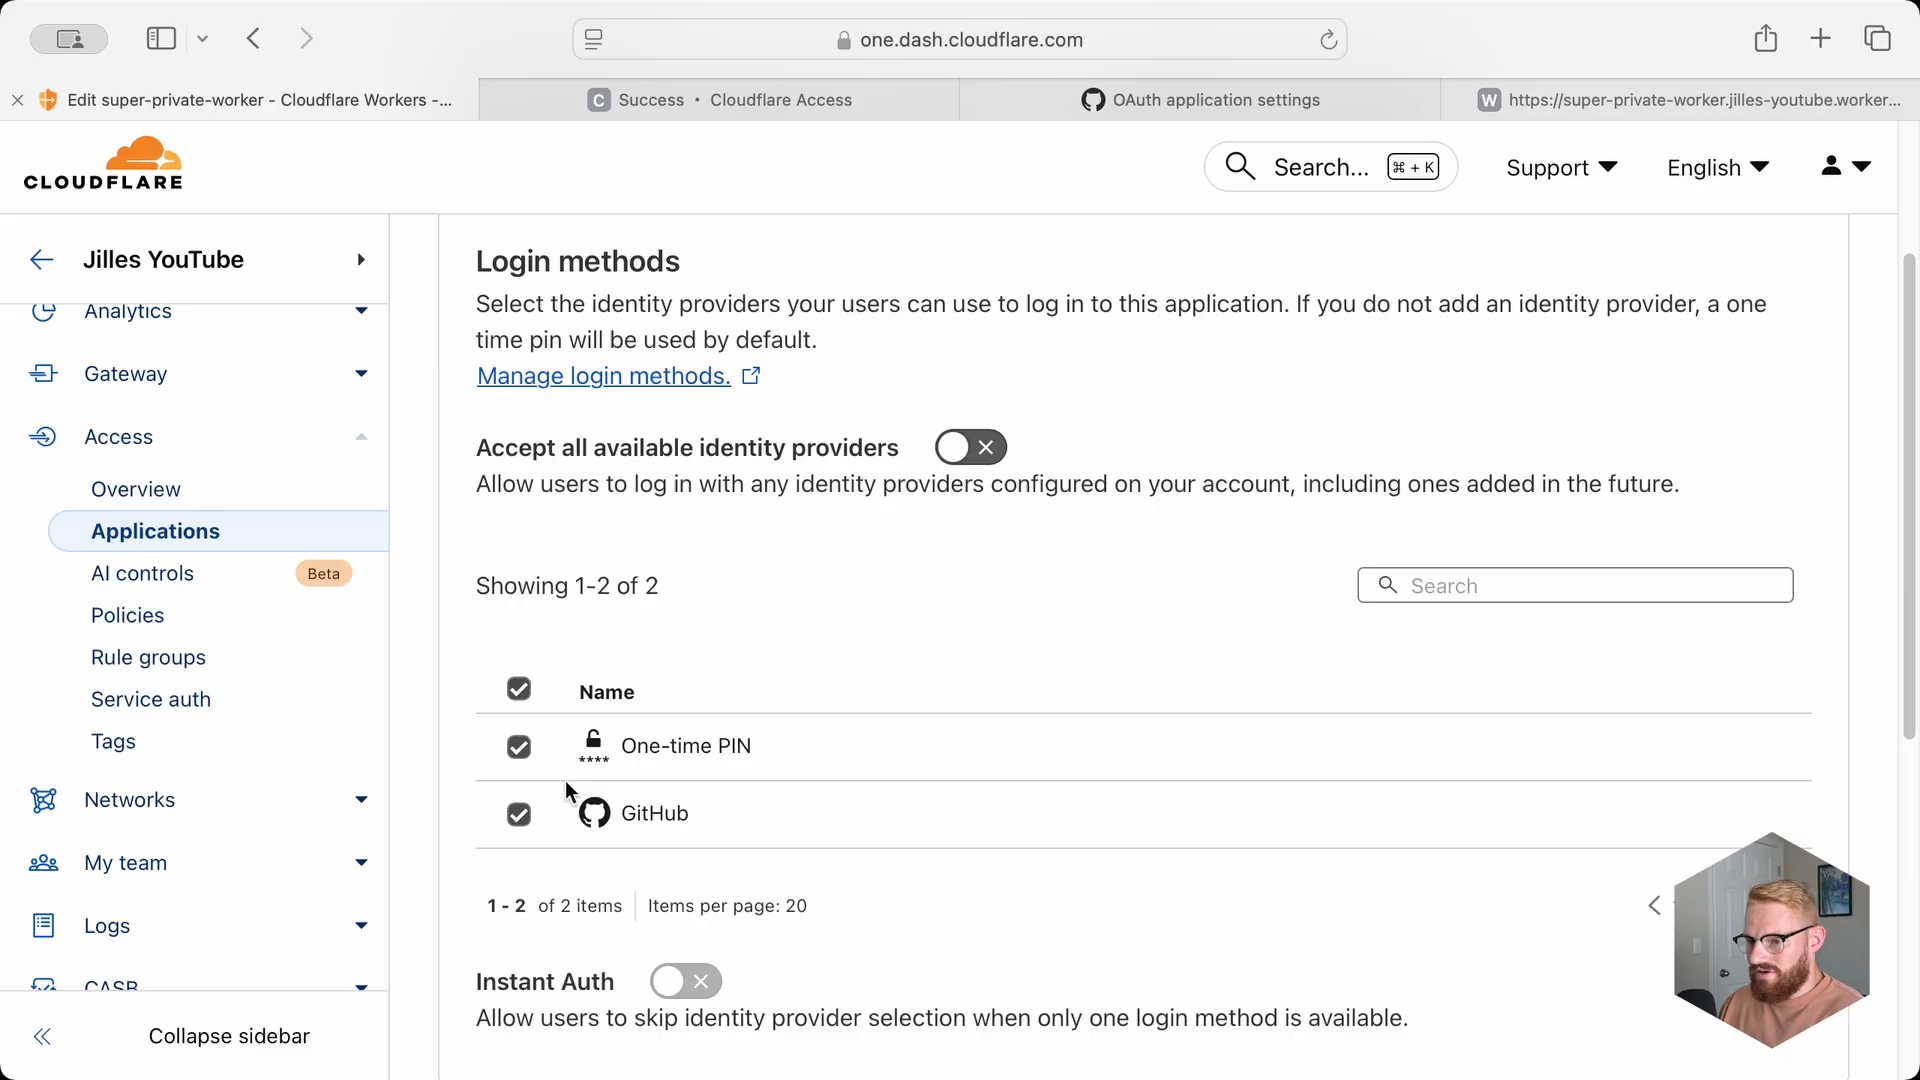 one.dash.cloudflare.com
Edit super-private-worker - Cloudflare Workers -...
C Success • Cloudflare Access
OAuth application settings
W https://super-private-worker.jilles-youtube.worker...
CLOUDFLARE
Search... ⌘ + K
Support
English
Jilles YouTube
Analytics
Gateway
Access
Overview
Applications
AI controls Beta
Policies
Rule groups
Service auth
Tags
Networks
My team
Logs
CASB
Collapse sidebar
Login methods
Select the identity providers your users can use to log in to this application. If you do not add an identity provider, a one
time pin will be used by default.
Manage login methods.
Accept all available identity providers
Allow users to log in with any identity providers configured on your account, including ones added in the future.
Showing 1-2 of 2
Search
Name
**** One-time PIN
GitHub
1 - 2 of 2 items Items per page: 20
Instant Auth
Allow users to skip identity provider selection when only one login method is available.